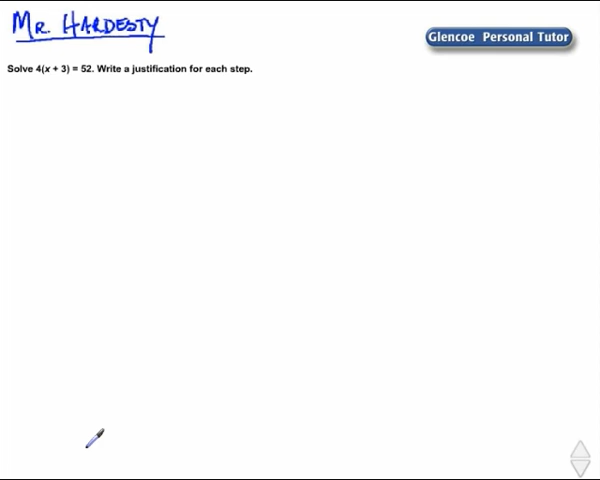 MR. HARDESTY
Glencoe Personal Tutor
Solve 4(x + 3) = 52. Write a justification for each step.